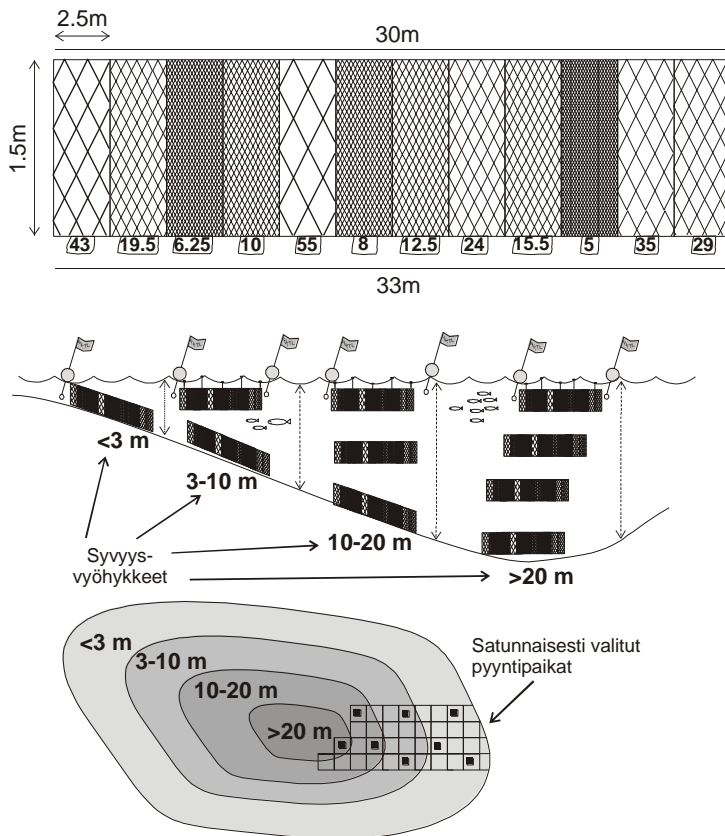 2.5m
30m
1.5m
43 19.5 6.25 10 55 8 12.5 24 15.5 5 35 29
33m
<3 m
3-10 m
10-20 m
>20 m
Syvyys-
vyöhykkeet
<3 m
3-10 m
10-20 m
>20 m
Satunnaisesti valitut
pyyntipaikat